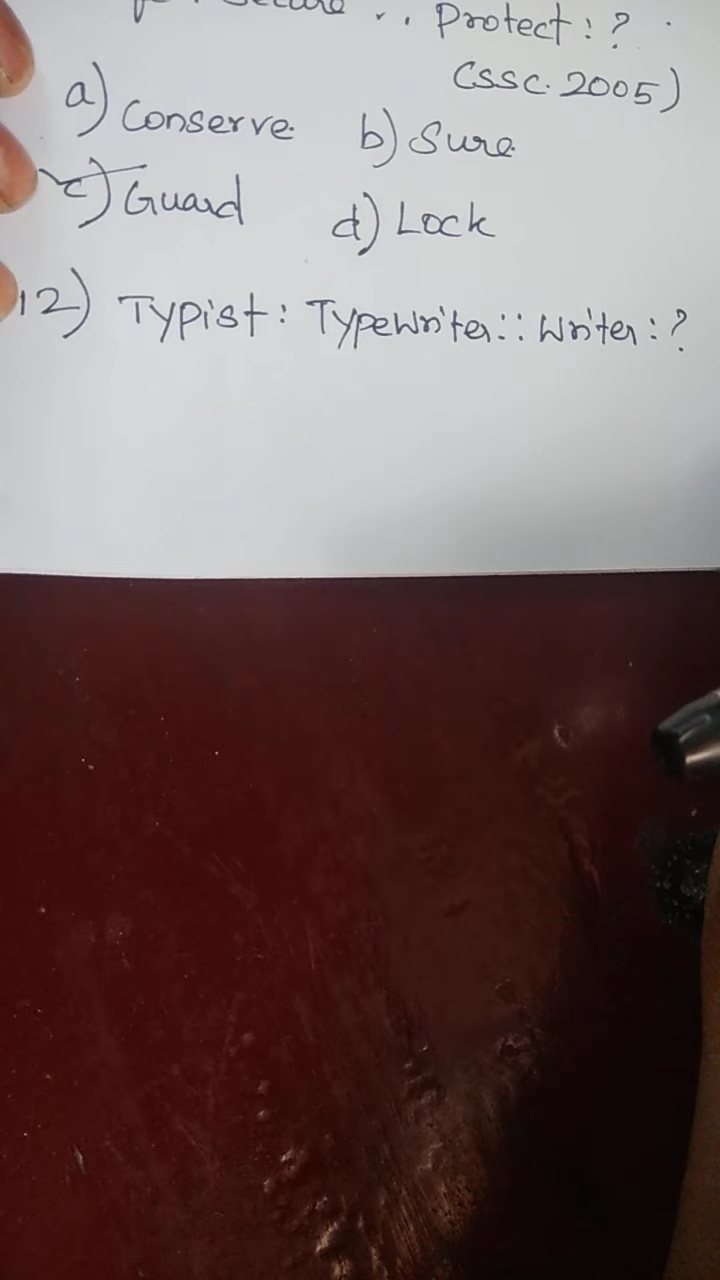 Protect : ?
(SSC. 2005)
a) Conserve b) Sure
c) Guard d) Lock
12) Typist : Typewriter :: Writer : ?